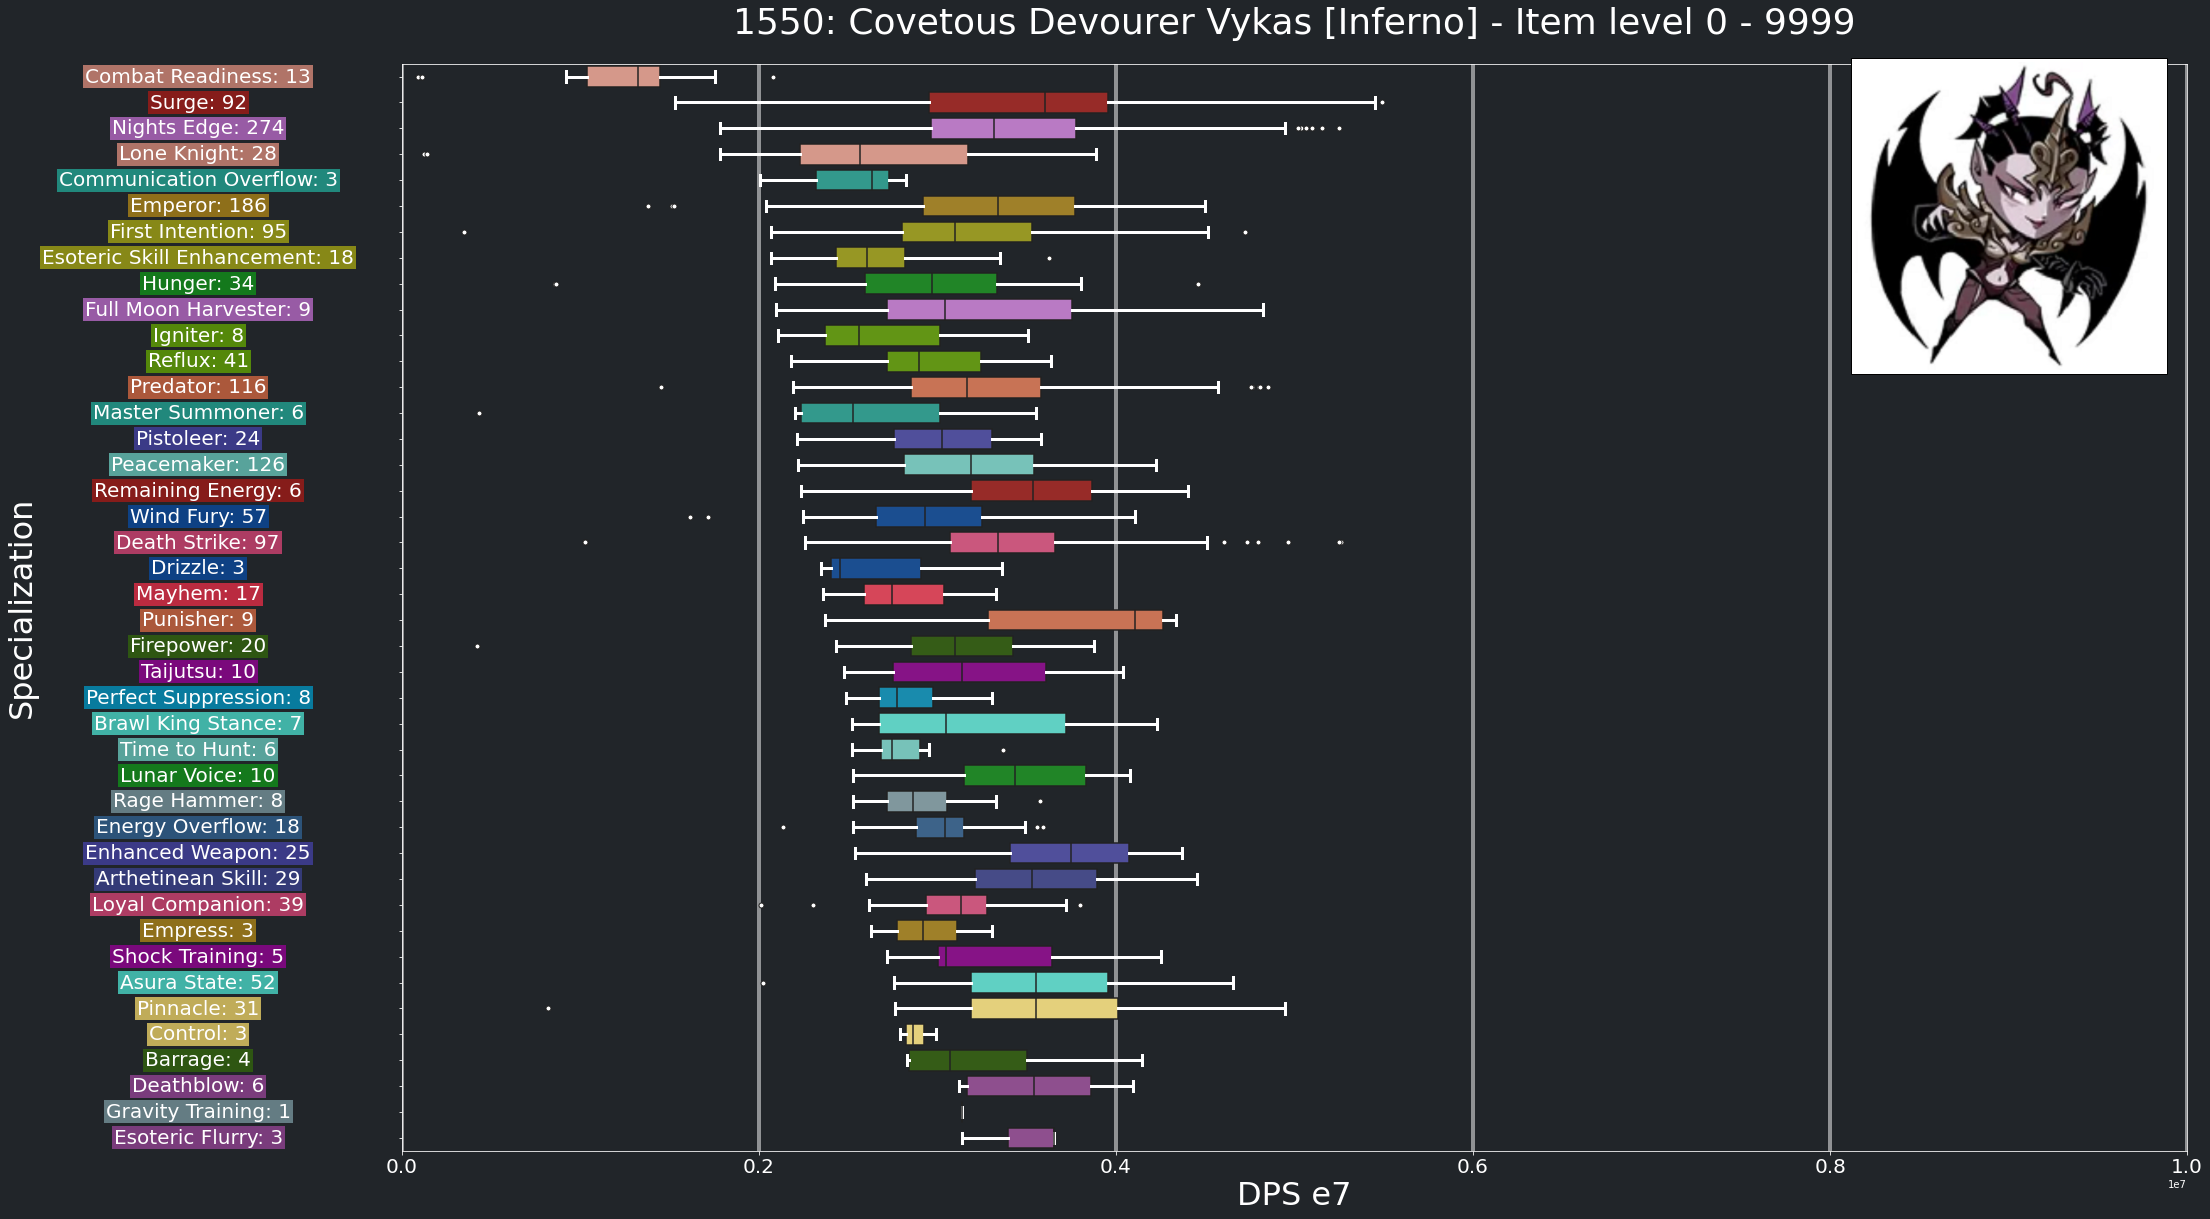 1550: Covetous Devourer Vykas [Inferno] - Item level 0 - 9999
Specialization
Combat Readiness: 13
Surge: 92
Nights Edge: 274
Lone Knight: 28
Communication Overflow: 3
Emperor: 186
First Intention: 95
Esoteric Skill Enhancement: 18
Hunger: 34
Full Moon Harvester: 9
Igniter: 8
Reflux: 41
Predator: 116
Master Summoner: 6
Pistoleer: 24
Peacemaker: 126
Remaining Energy: 6
Wind Fury: 57
Death Strike: 97
Drizzle: 3
Mayhem: 17
Punisher: 9
Firepower: 20
Taijutsu: 10
Perfect Suppression: 8
Brawl King Stance: 7
Time to Hunt: 6
Lunar Voice: 10
Rage Hammer: 8
Energy Overflow: 18
Enhanced Weapon: 25
Arthetinean Skill: 29
Loyal Companion: 39
Empress: 3
Shock Training: 5
Asura State: 52
Pinnacle: 31
Control: 3
Barrage: 4
Deathblow: 6
Gravity Training: 1
Esoteric Flurry: 3
0.0 0.2 0.4 0.6 0.8 1.0
1e7
DPS e7